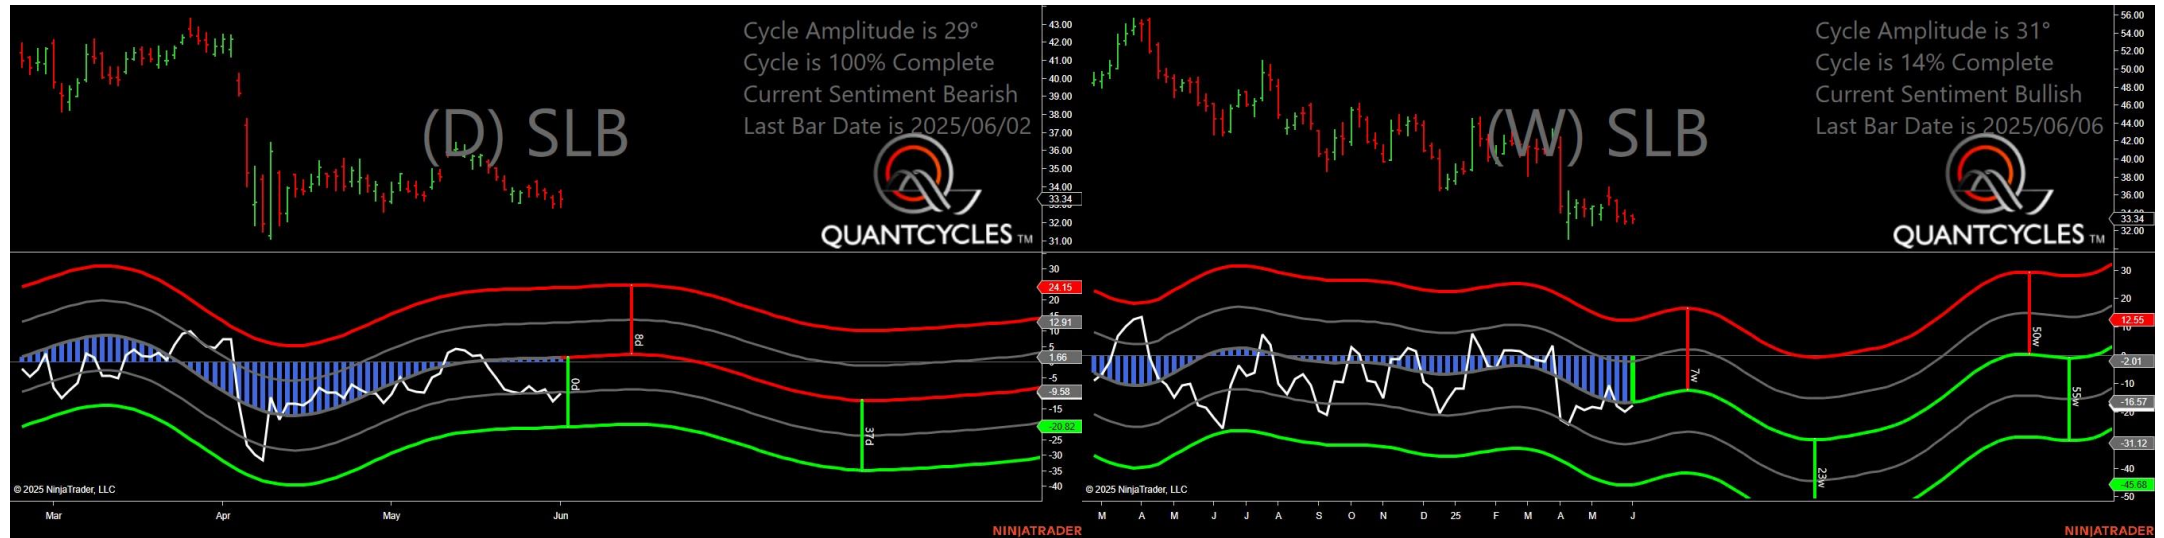 Cycle Amplitude is 29°
Cycle is 100% Complete
Current Sentiment Bearish
Last Bar Date is 2025/06/02
(D) SLB
QUANTCYCLES TM
43.00
42.00
41.00
40.00
39.00
38.00
37.00
36.00
35.00
34.00
33.34
32.00
31.00
30
24.15
20
12.91
5
1.66
-5
-9.58
-15
-20.82
-25
-30
-35
-40
8d
0d
37d
© 2025 NinjaTrader, LLC
Mar Apr May Jun
NINJATRADER
Cycle Amplitude is 31°
Cycle is 14% Complete
Current Sentiment Bullish
Last Bar Date is 2025/06/06
(W) SLB
QUANTCYCLES TM
56.00
54.00
52.00
50.00
48.00
46.00
44.00
42.00
40.00
38.00
36.00
33.34
32.00
30
20
12.55
-2.01
-10
-16.57
-31.12
-40
-45.68
-50
7w
23w
50w
55w
© 2025 NinjaTrader, LLC
M A M J J A S O N D 25 F M A M J
NINJATRADER